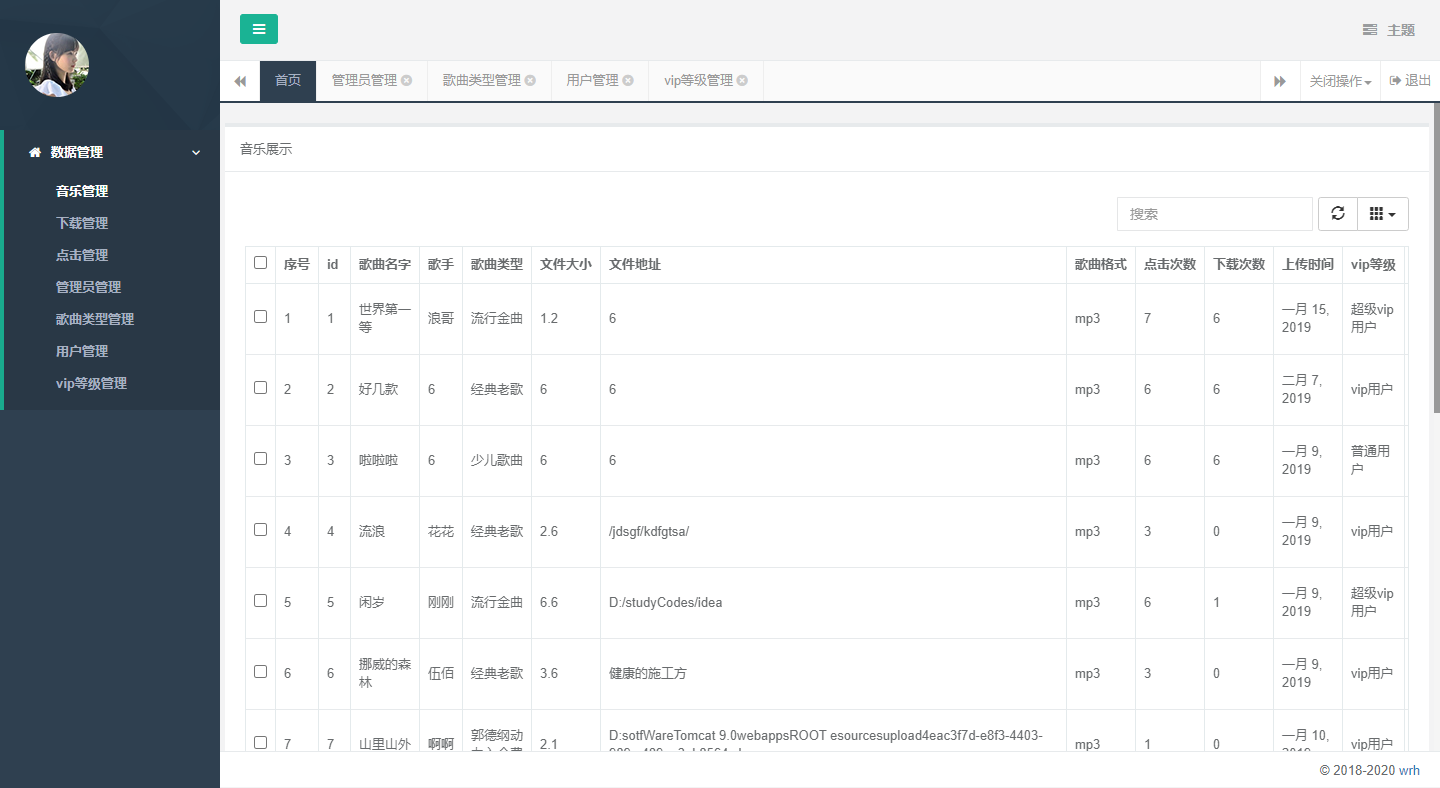 主题
首页
管理员管理
歌曲类型管理
用户管理
vip等级管理
关闭操作
退出
数据管理
音乐管理
下载管理
点击管理
管理员管理
歌曲类型管理
用户管理
vip等级管理
音乐展示
搜索
序号 id 歌曲名字 歌手 歌曲类型 文件大小 文件地址 歌曲格式 点击次数 下载次数 上传时间 vip等级
1 1 世界第一等 浪哥 流行金曲 1.2 6 mp3 7 6 一月 15, 2019 超级vip用户
2 2 好几款 6 经典老歌 6 6 mp3 6 6 二月 7, 2019 vip用户
3 3 啦啦啦 6 少儿歌曲 6 6 mp3 6 6 一月 9, 2019 普通用户
4 4 流浪 花花 经典老歌 2.6 /jdsgf/kdfgtsa/ mp3 3 0 一月 9, 2019 vip用户
5 5 闲岁 刚刚 流行金曲 6.6 D:/studyCodes/idea mp3 6 1 一月 9, 2019 超级vip用户
6 6 挪威的森林 伍佰 经典老歌 3.6 健康的施工方 mp3 3 0 一月 9, 2019 vip用户
7 7 山里山外 啊啊 郭德纲动 2.1 D:sotfWareTomcat 9.0webappsROOT esourcesupload4eac3f7d-e8f3-4403- mp3 1 0 一月 10, vip用户
© 2018-2020 wrh